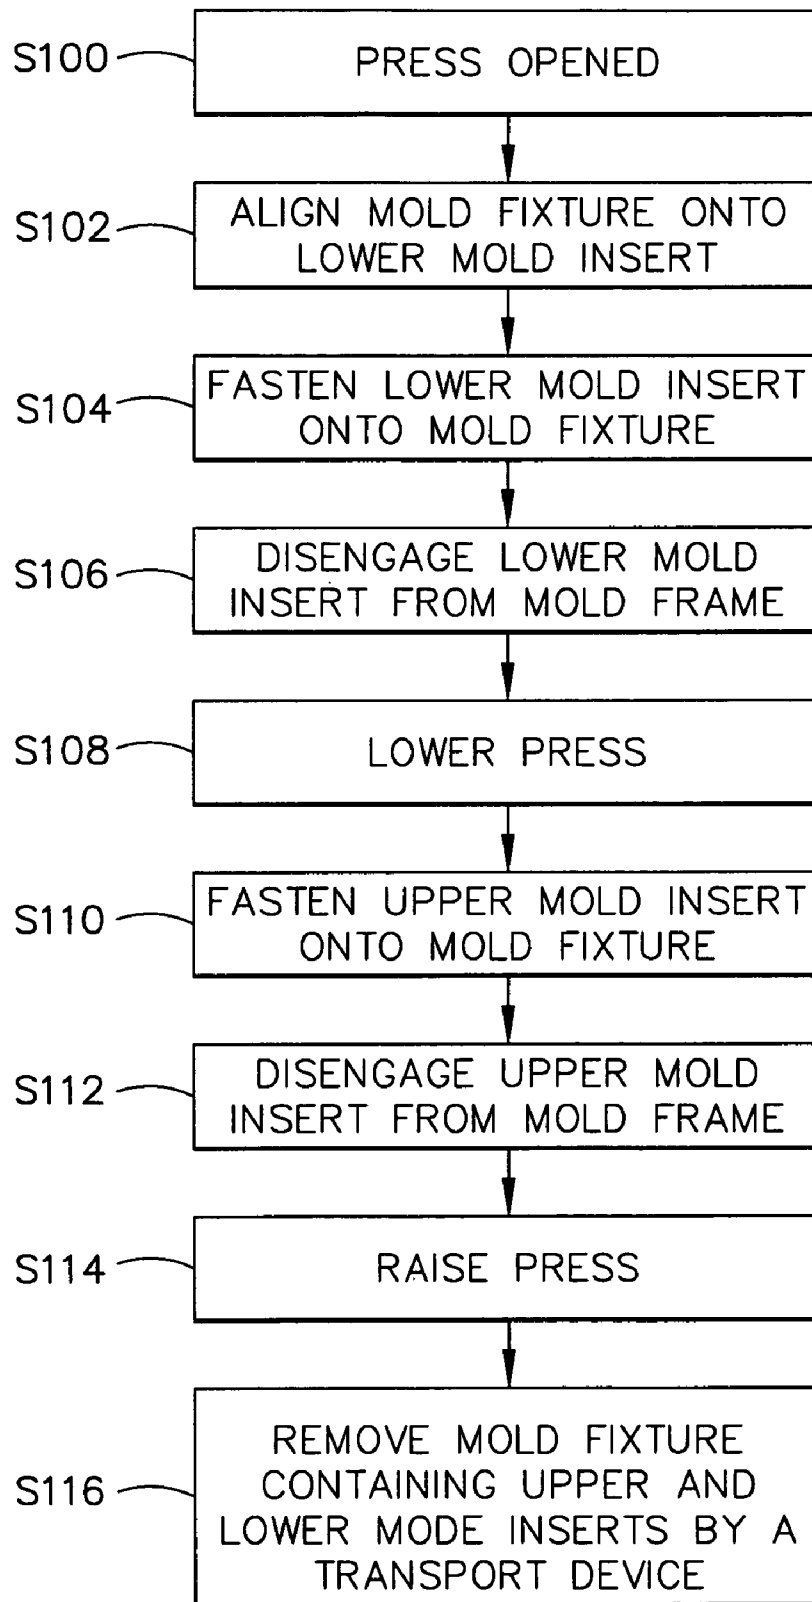 S100
PRESS OPENED
S102
ALIGN MOLD FIXTURE ONTO
LOWER MOLD INSERT
S104
FASTEN LOWER MOLD INSERT
ONTO MOLD FIXTURE
S106
DISENGAGE LOWER MOLD
INSERT FROM MOLD FRAME
S108
LOWER PRESS
S110
FASTEN UPPER MOLD INSERT
ONTO MOLD FIXTURE
S112
DISENGAGE UPPER MOLD
INSERT FROM MOLD FRAME
S114
RAISE PRESS
S116
REMOVE MOLD FIXTURE
CONTAINING UPPER AND
LOWER MODE INSERTS BY A
TRANSPORT DEVICE